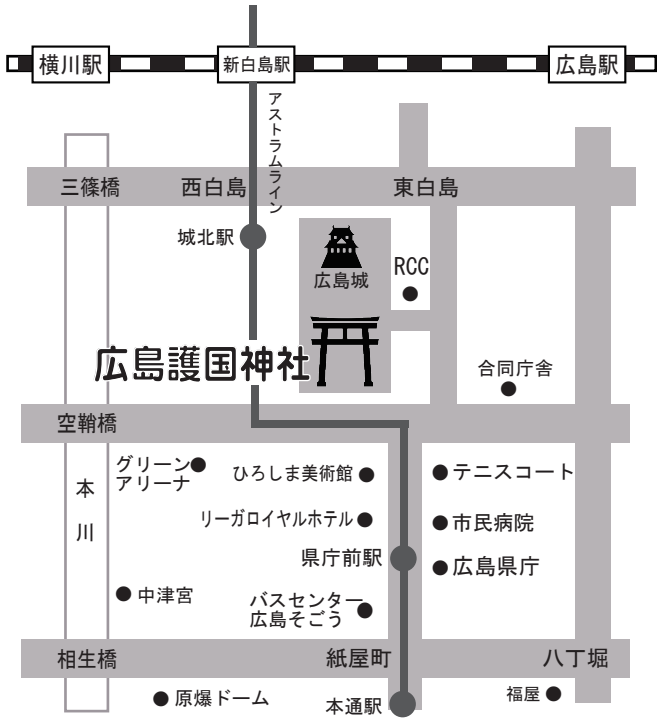 横川駅
新白島駅
広島駅
アストラムライン
三篠橋
西白島
東白島
城北駅
広島城
RCC
広島護国神社
合同庁舎
空鞘橋
グリーン
アリーナ
ひろしま美術館
テニスコート
本川
リーガロイヤルホテル
市民病院
県庁前駅
広島県庁
中津宮
バスセンター
広島そごう
相生橋
紙屋町
八丁堀
原爆ドーム
本通駅
福屋